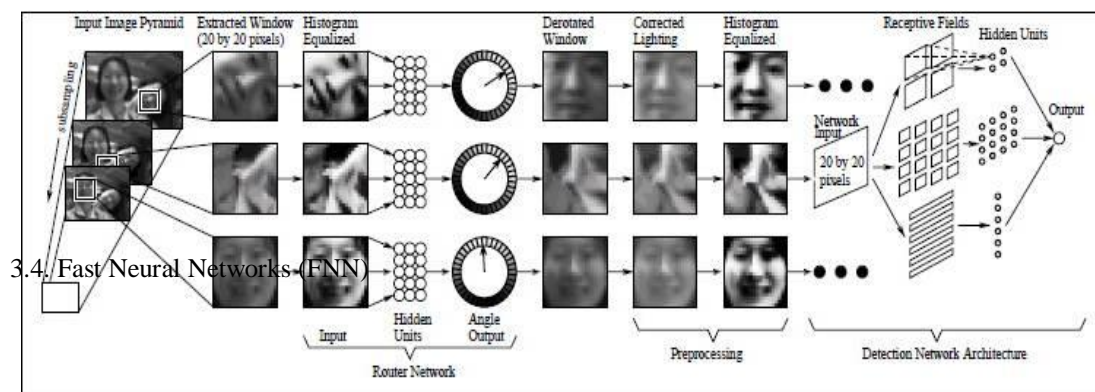 Input Image Pyramid
Extracted Window
(20 by 20 pixels)
Histogram
Equalized
Derotated
Window
Corrected
Lighting
Histogram
Equalized
Receptive Fields
Hidden Units
subsampling
Network
Input
20 by 20
pixels
Output
3.4. Fast Neural Networks (FNN)
Input
Hidden
Units
Angle
Output
Router Network
Preprocessing
Detection Network Architecture